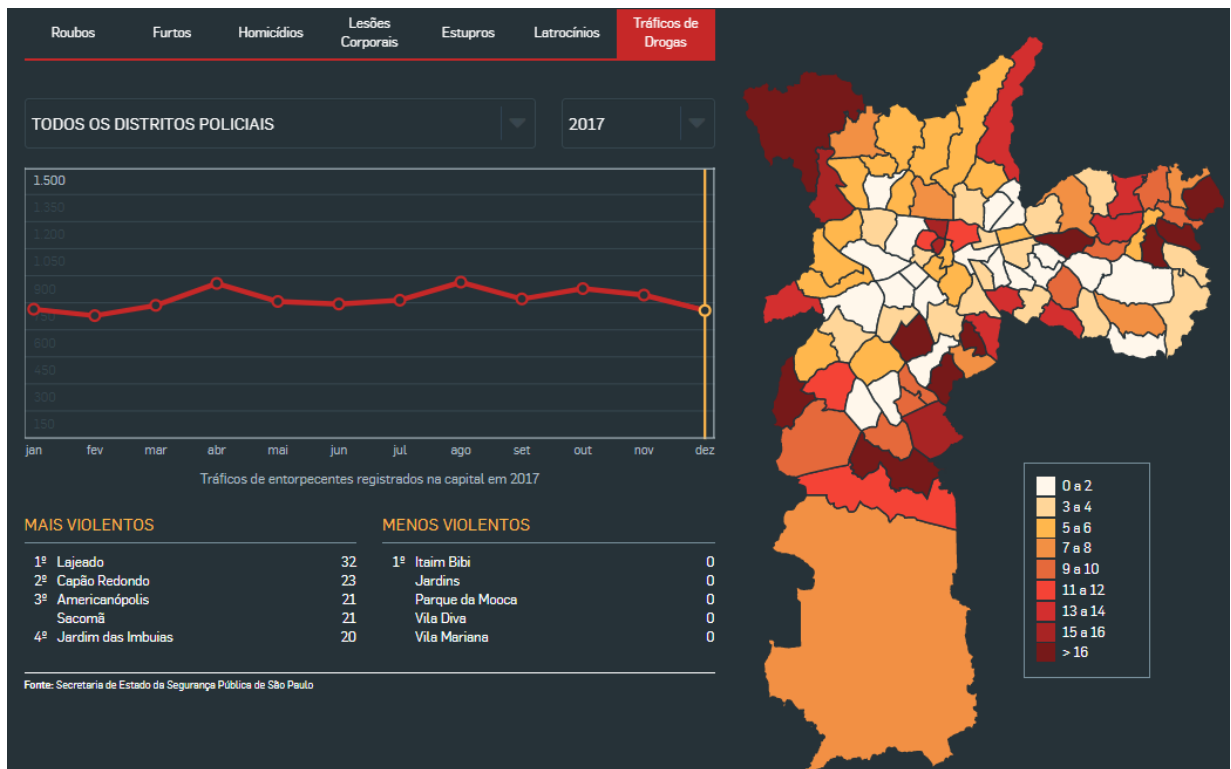 Roubos
Furtos
Homicídios
Lesões
Corporais
Estupros
Latrocínios
Tráficos de
Drogas
TODOS OS DISTRITOS POLICIAIS
2017
1.500
1.350
1.200
1.050
900
750
600
450
300
150
jan fev mar abr mai jun jul ago set out nov dez
Tráficos de entorpecentes registrados na capital em 2017
MAIS VIOLENTOS
1º Lajeado 32
2º Capão Redondo 23
3º Americanópolis 21
Sacomã 21
4º Jardim das Imbuias 20
MENOS VIOLENTOS
1º Itaim Bibi 0
Jardins 0
Parque da Mooca 0
Vila Diva 0
Vila Mariana 0
Fonte: Secretaria de Estado da Segurança Pública de São Paulo
0 a 2
3 a 4
5 a 6
7 a 8
9 a 10
11 a 12
13 a 14
15 a 16
> 16